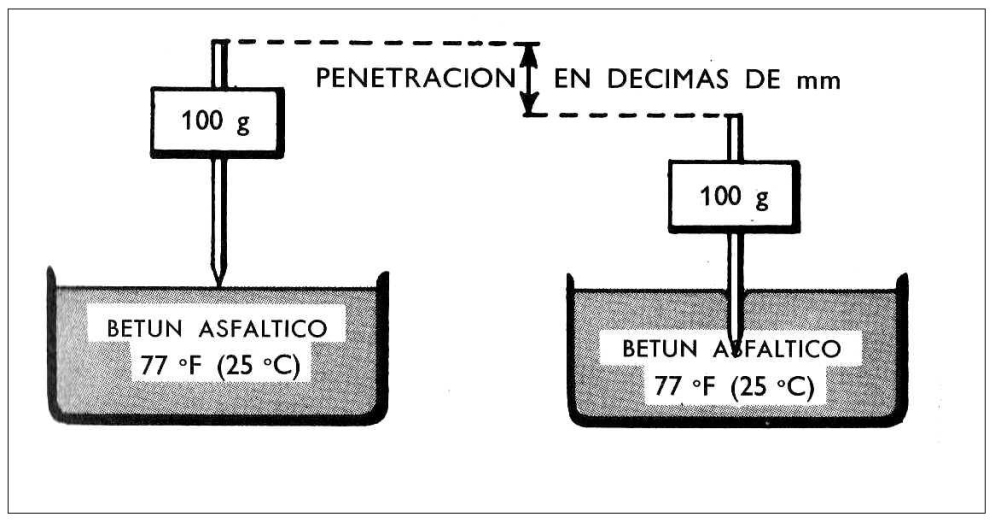 PENETRACION EN DECIMAS DE mm
100 g
100 g
BETUN ASFALTICO
77 °F (25 °C)
BETUN ASFALTICO
77 °F (25 °C)